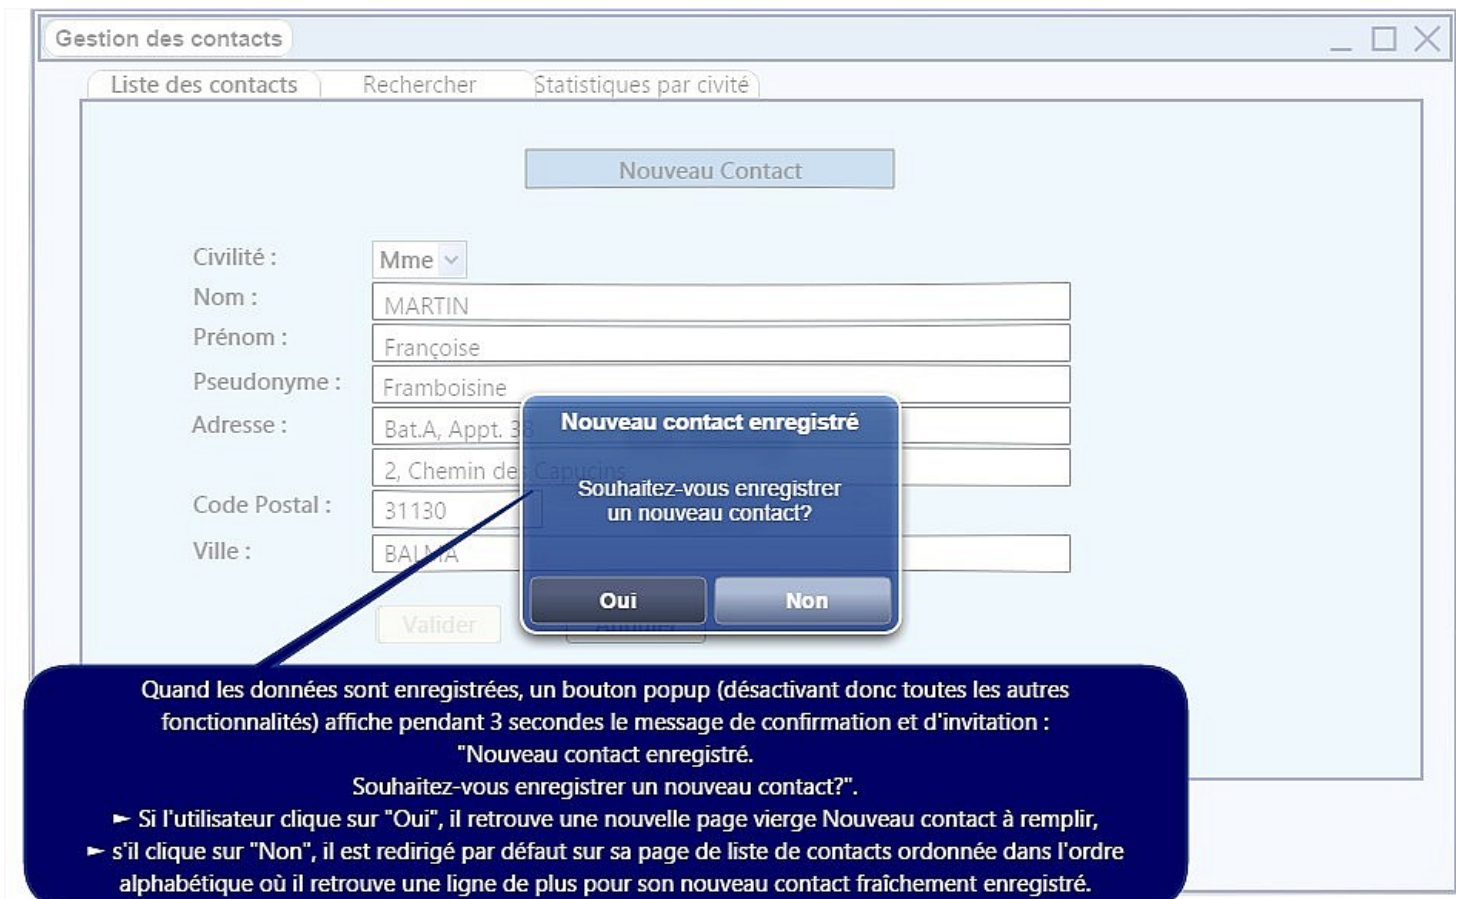 Gestion des contacts
Liste des contacts Rechercher Statistiques par civité
Nouveau Contact
Civilité : Mme
Nom : MARTIN
Prénom : Françoise
Pseudonyme : Framboisine
Adresse : Bat.A, Appt. 38
2, Chemin des Capucins
Code Postal : 31130
Ville : BALMA
Valider Annuler
Nouveau contact enregistré
Souhaitez-vous enregistrer
un nouveau contact?
Oui Non
Quand les données sont enregistrées, un bouton popup (désactivant donc toutes les autres
fonctionnalités) affiche pendant 3 secondes le message de confirmation et d'invitation :
"Nouveau contact enregistré.
Souhaitez-vous enregistrer un nouveau contact?".
► Si l'utilisateur clique sur "Oui", il retrouve une nouvelle page vierge Nouveau contact à remplir,
► s'il clique sur "Non", il est redirigé par défaut sur sa page de liste de contacts ordonnée dans l'ordre
alphabétique où il retrouve une ligne de plus pour son nouveau contact fraîchement enregistré.